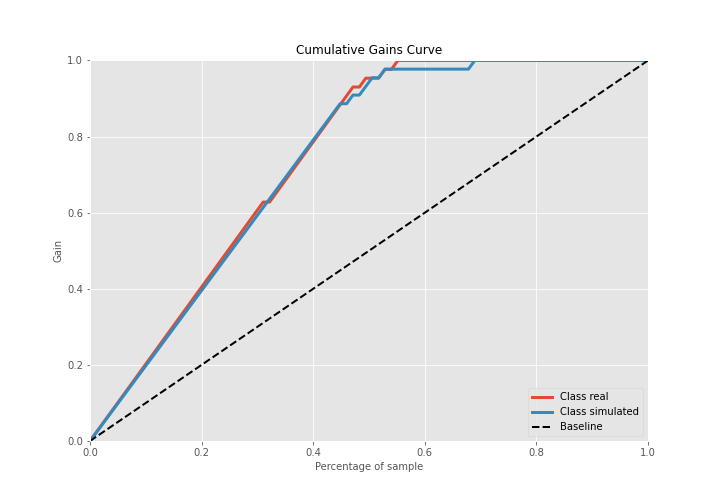 Cumulative Gains Curve
1.0
0.8
0.6
0.4
0.2
0.0
Gain
0.0 0.2 0.4 0.6 0.8 1.0
Percentage of sample
Class real
Class simulated
Baseline